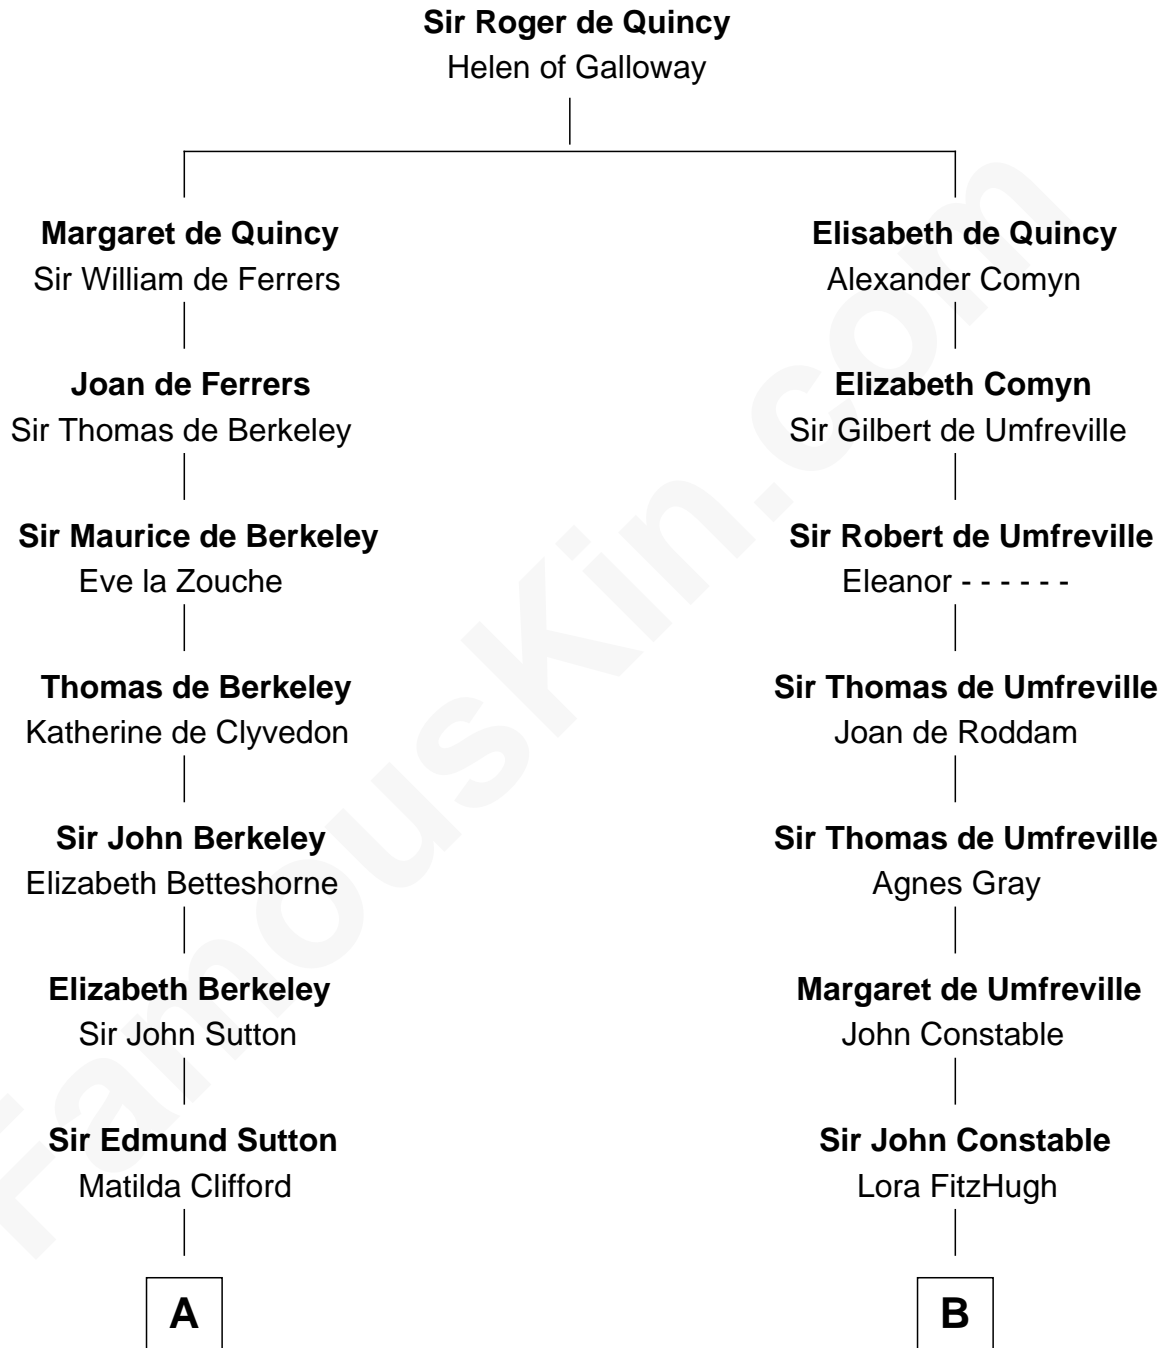 Sir Roger de Quincy
Helen of Galloway
Margaret de Quincy
Sir William de Ferrers
Elisabeth de Quincy
Alexander Comyn
Joan de Ferrers
Sir Thomas de Berkeley
Elizabeth Comyn
Sir Gilbert de Umfreville
Sir Maurice de Berkeley
Eve la Zouche
Sir Robert de Umfreville
Eleanor - - - - - -
Thomas de Berkeley
Katherine de Clyvedon
Sir Thomas de Umfreville
Joan de Roddam
Sir John Berkeley
Elizabeth Betteshorne
Sir Thomas de Umfreville
Agnes Gray
Elizabeth Berkeley
Sir John Sutton
Margaret de Umfreville
John Constable
Sir Edmund Sutton
Matilda Clifford
Sir John Constable
Lora FitzHugh
A
B
FamousKin.com